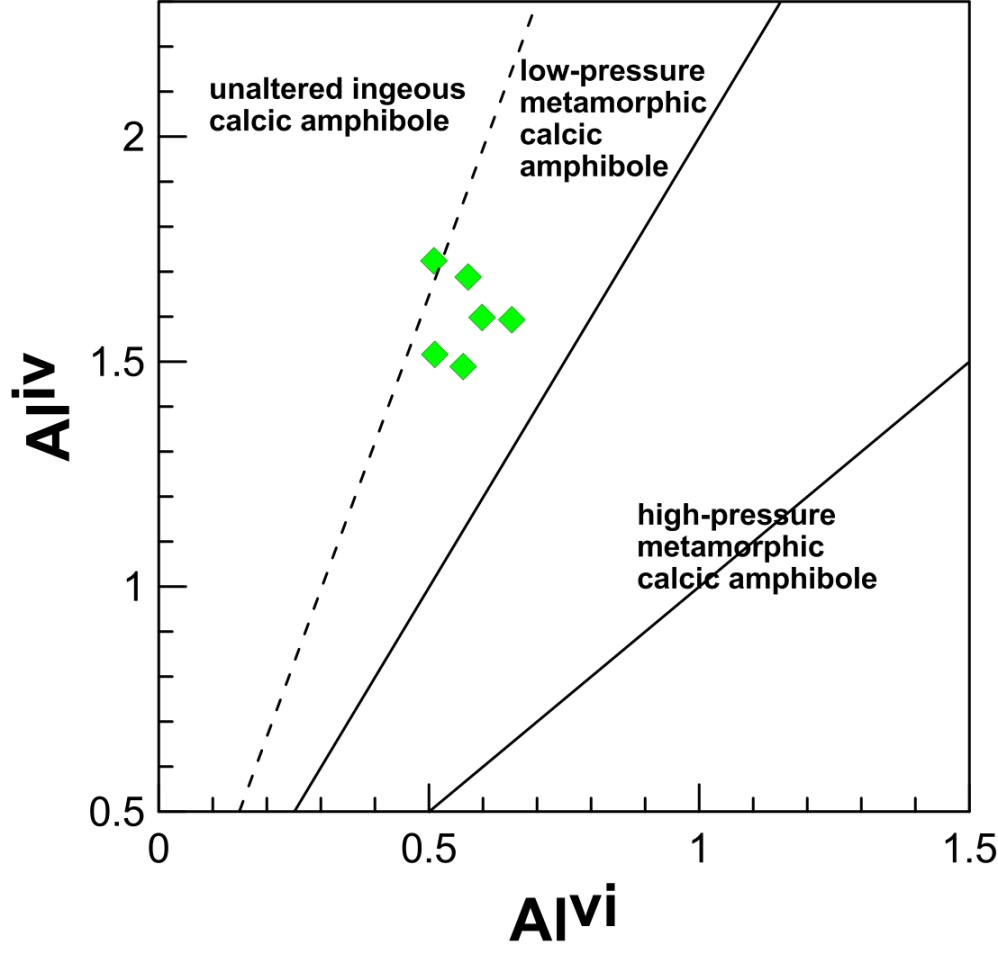 unaltered ingeous
calcic amphibole
low-pressure
metamorphic
calcic
amphibole
2
1.5
1
0.5
Aliv
high-pressure
metamorphic
calcic amphibole
0
0.5
1
1.5
Alvi